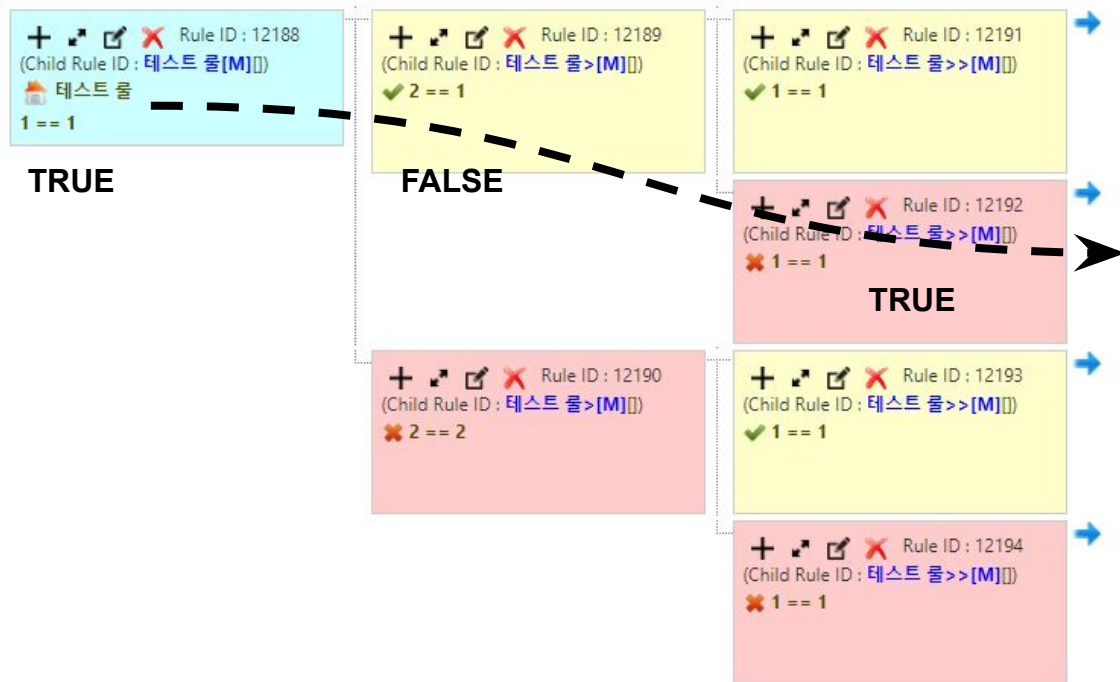 Rule ID : 12188
(Child Rule ID : 테스트 룰[M][])
테스트 룰
1 == 1
TRUE
Rule ID : 12189
(Child Rule ID : 테스트 룰>[M][])
2 == 1
FALSE
Rule ID : 12191
(Child Rule ID : 테스트 룰>>[M][])
1 == 1
Rule ID : 12192
(Child Rule ID : 테스트 룰>>[M][])
1 == 1
TRUE
Rule ID : 12190
(Child Rule ID : 테스트 룰>[M][])
2 == 2
Rule ID : 12193
(Child Rule ID : 테스트 룰>>[M][])
1 == 1
Rule ID : 12194
(Child Rule ID : 테스트 룰>>[M][])
1 == 1